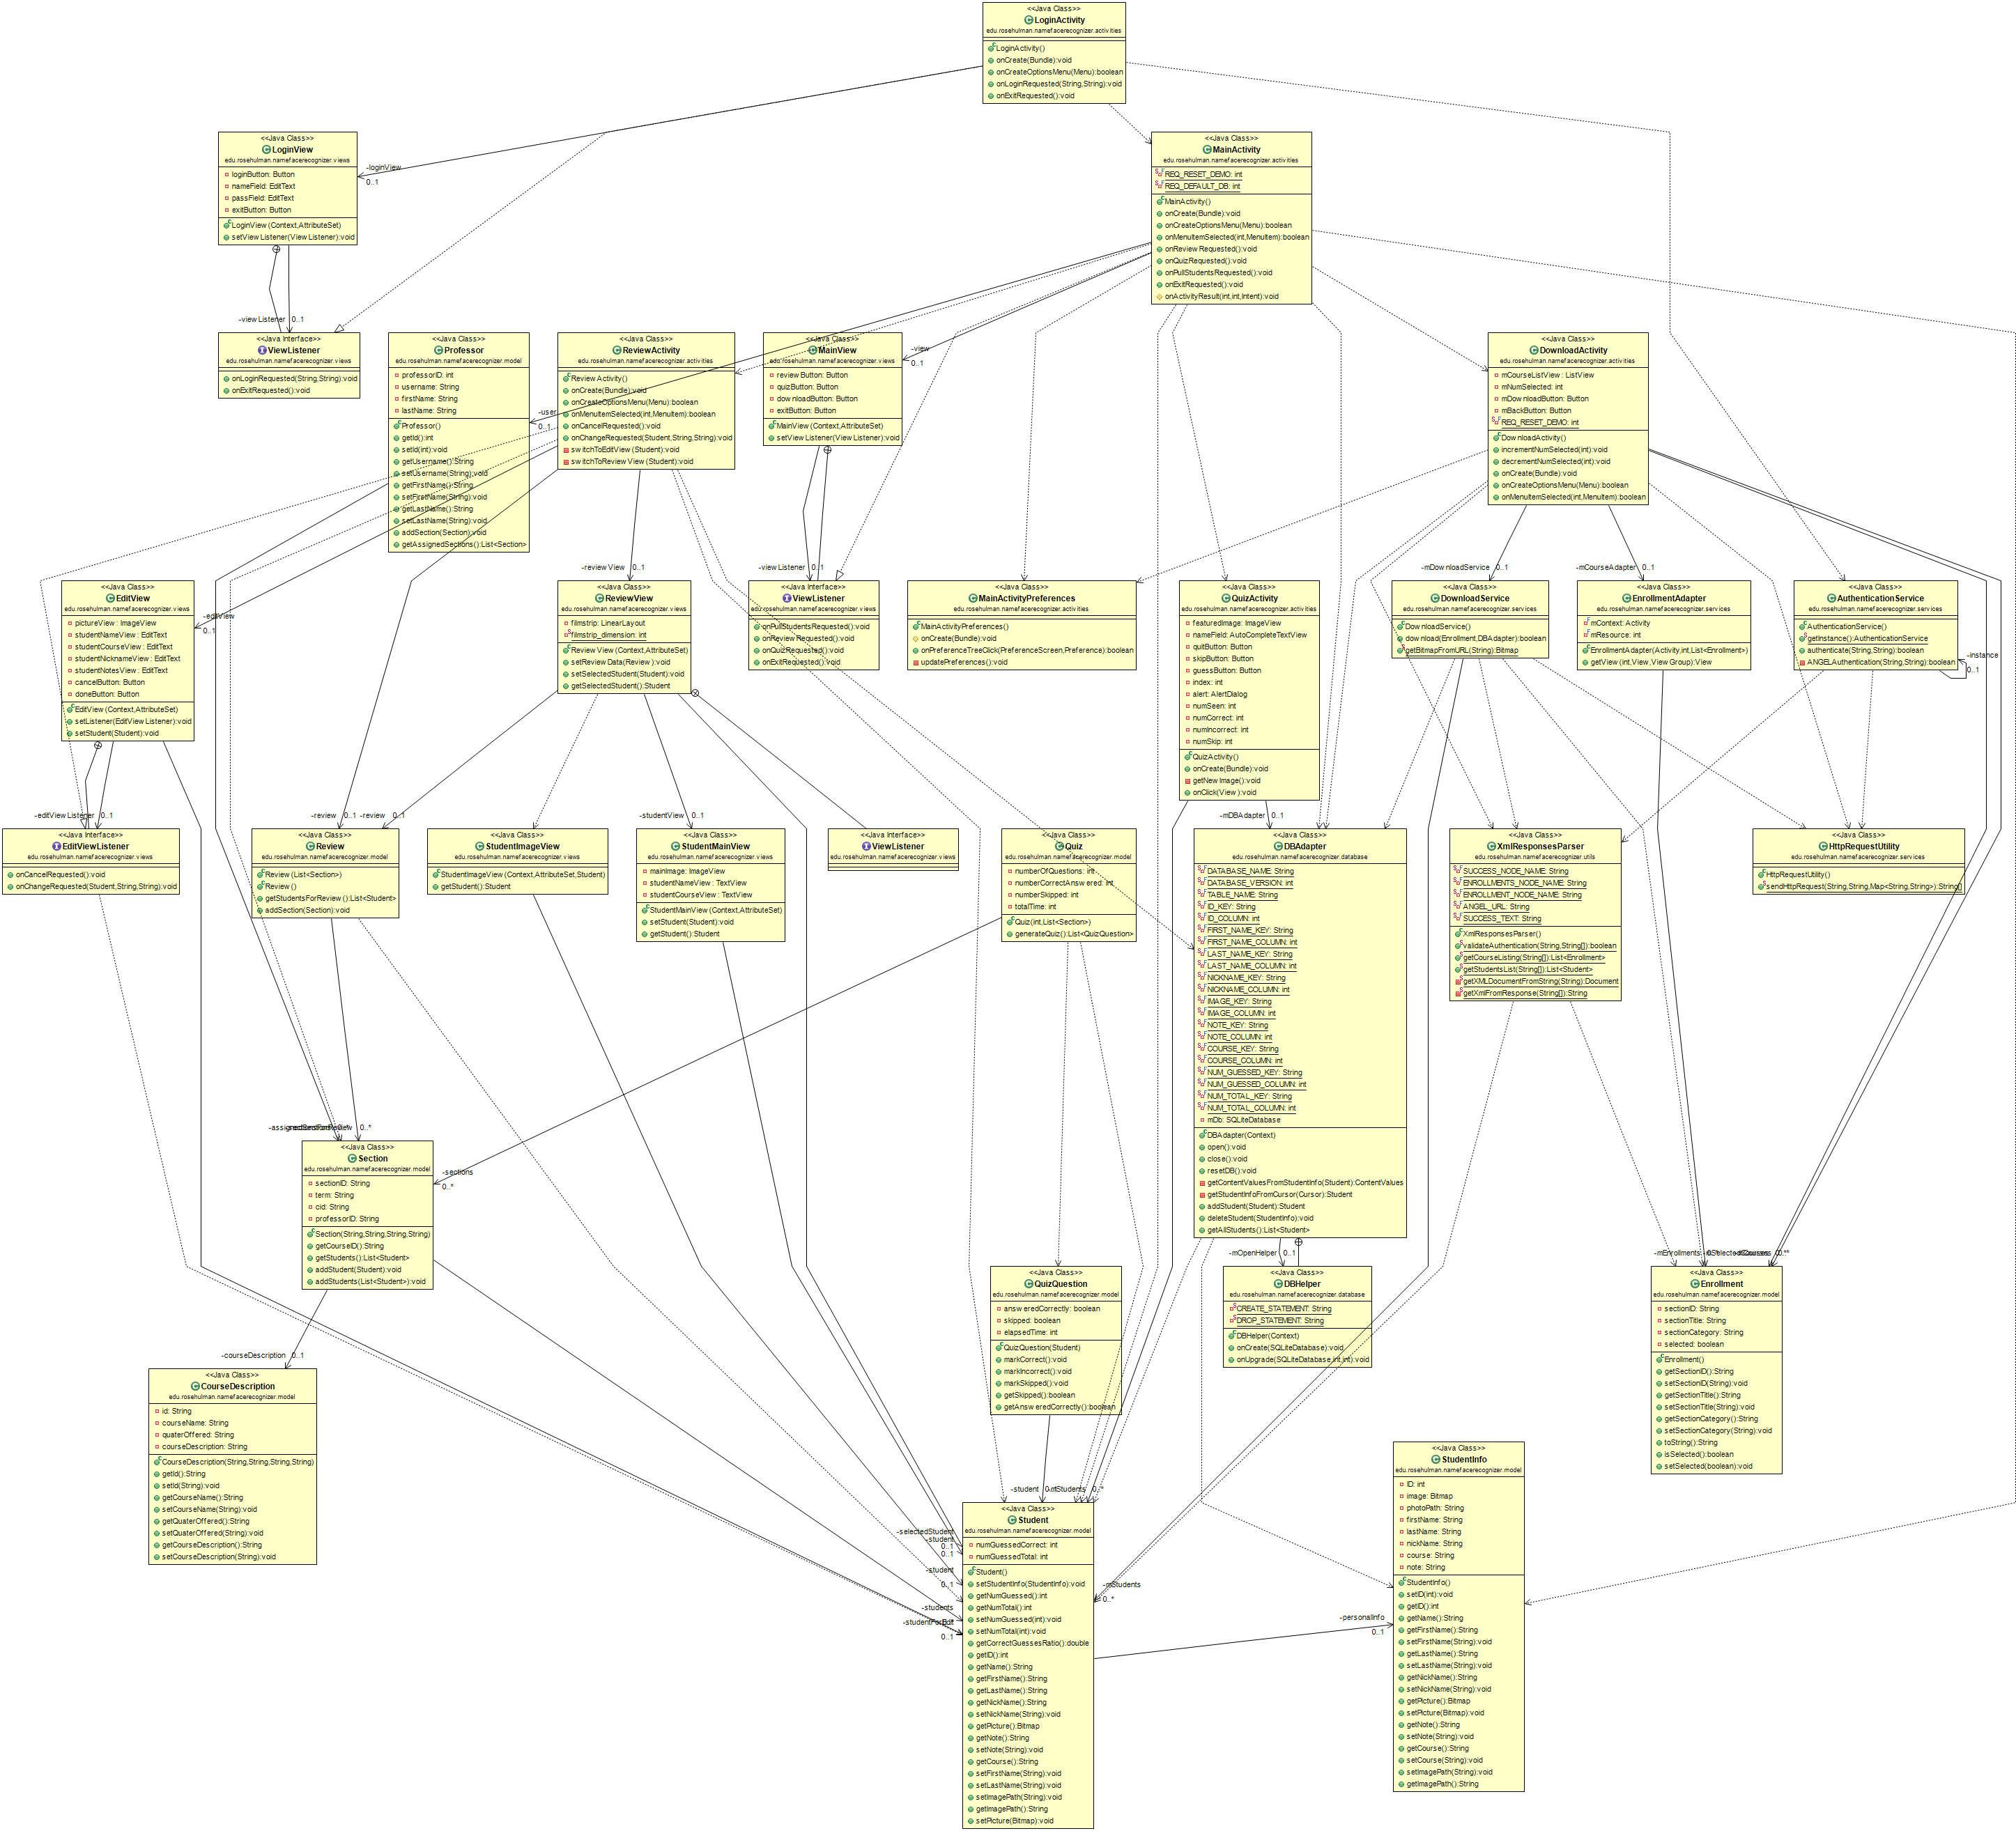 <<Java Class>>
LoginActivity
edu.rosehulman.namefacerecognizer.activities
LoginActivity()
onCreate(Bundle):void
onCreateOptionsMenu(Menu):boolean
onLoginRequested(String,String):void
onExitRequested():void
<<Java Class>>
LoginView
edu.rosehulman.namefacerecognizer.views
loginButton: Button
nameField: EditText
passField: EditText
exitButton: Button
LoginView(Context,AttributeSet)
setViewListener(ViewListener):void
-loginView
0..1
<<Java Class>>
MainActivity
edu.rosehulman.namefacerecognizer.activities
REQ_RESET_DEMO: int
REQ_DEFAULT_DB: int
MainActivity()
onCreate(Bundle):void
onCreateOptionsMenu(Menu):boolean
onMenuItemSelected(int,MenuItem):boolean
onReviewRequested():void
onQuizRequested():void
onPullStudentsRequested():void
onExitRequested():void
onActivityResult(int,int,Intent):void
-viewListener 0..1
<<Java Interface>>
ViewListener
edu.rosehulman.namefacerecognizer.views
onLoginRequested(String,String):void
onExitRequested():void
<<Java Class>>
Professor
edu.rosehulman.namefacerecognizer.model
professorID: int
username: String
firstName: String
lastName: String
Professor()
getId():int
setId(int):void
getUsername():String
setUsername(String):void
getFirstName():String
setFirstName(String):void
getLastName():String
setLastName(String):void
addSection(Section):void
getAssignedSections():List<Section>
-user
0..1
<<Java Class>>
ReviewActivity
edu.rosehulman.namefacerecognizer.activities
ReviewActivity()
onCreate(Bundle):void
onCreateOptionsMenu(Menu):boolean
onMenuItemSelected(int,MenuItem):boolean
onCancelRequested():void
onChangeRequested(Student,String,String):void
switchToEditView(Student):void
switchToReviewView(Student):void
<<Java Class>>
MainView
edu.rosehulman.namefacerecognizer.views
reviewButton: Button
quizButton: Button
downloadButton: Button
exitButton: Button
MainView(Context,AttributeSet)
setViewListener(ViewListener):void
-view
0..1
<<Java Class>>
DownloadActivity
edu.rosehulman.namefacerecognizer.activities
mCourseListView: ListView
mNumSelected: int
mDownloadButton: Button
mBackButton: Button
REQ_RESET_DEMO: int
DownloadActivity()
incrementNumSelected(int):void
decrementNumSelected(int):void
onCreate(Bundle):void
onCreateOptionsMenu(Menu):boolean
onMenuItemSelected(int,MenuItem):boolean
<<Java Class>>
EditView
edu.rosehulman.namefacerecognizer.views
pictureView: ImageView
studentNameView: EditText
studentCourseView: EditText
studentNicknameView: EditText
studentNotesView: EditText
cancelButton: Button
doneButton: Button
EditView(Context,AttributeSet)
setListener(EditViewListener):void
setStudent(Student):void
-editView
0..1
-reviewView 0..1
<<Java Class>>
ReviewView
edu.rosehulman.namefacerecognizer.views
filmstrip: LinearLayout
filmstrip_dimension: int
ReviewView(Context,AttributeSet)
setReviewData(Review):void
setSelectedStudent(Student):void
getSelectedStudent():Student
-viewListener 0..1
<<Java Interface>>
ViewListener
edu.rosehulman.namefacerecognizer.views
onPullStudentsRequested():void
onReviewRequested():void
onQuizRequested():void
onExitRequested():void
<<Java Class>>
MainActivityPreferences
edu.rosehulman.namefacerecognizer.activities
MainActivityPreferences()
onCreate(Bundle):void
onPreferenceTreeClick(PreferenceScreen,Preference):boolean
updatePreferences():void
<<Java Class>>
QuizActivity
edu.rosehulman.namefacerecognizer.activities
featuredImage: ImageView
nameField: AutoCompleteTextView
quitButton: Button
skipButton: Button
guessButton: Button
index: int
alert: AlertDialog
numSeen: int
numCorrect: int
numIncorrect: int
numSkip: int
QuizActivity()
onCreate(Bundle):void
getNewImage():void
onClick(View):void
-mDownloadService 0..1
<<Java Class>>
DownloadService
edu.rosehulman.namefacerecognizer.services
DownloadService()
download(Enrollment,DBAdapter):boolean
getBitmapFromURL(String):Bitmap
-mCourseAdapter 0..1
<<Java Class>>
EnrollmentAdapter
edu.rosehulman.namefacerecognizer.services
mContext: Activity
mResource: int
EnrollmentAdapter(Activity,int,List<Enrollment>)
getView(int,View,ViewGroup):View
<<Java Class>>
AuthenticationService
edu.rosehulman.namefacerecognizer.services
AuthenticationService()
getInstance():AuthenticationService
authenticate(String,String):boolean
ANGELAuthentication(String,String):boolean
-instance
0..1
-editViewListener 0..1
<<Java Interface>>
EditViewListener
edu.rosehulman.namefacerecognizer.views
onCancelRequested():void
onChangeRequested(Student,String,String):void
-review 0..1
-review 0..1
<<Java Class>>
Review
edu.rosehulman.namefacerecognizer.model
Review(List<Section>)
Review()
getStudentsForReview():List<Student>
addSection(Section):void
<<Java Class>>
StudentImageView
edu.rosehulman.namefacerecognizer.views
StudentImageView(Context,AttributeSet,Student)
getStudent():Student
-studentView 0..1
<<Java Class>>
StudentMainView
edu.rosehulman.namefacerecognizer.views
mainImage: ImageView
studentNameView: TextView
studentCourseView: TextView
StudentMainView(Context,AttributeSet)
setStudent(Student):void
getStudent():Student
<<Java Interface>>
ViewListener
edu.rosehulman.namefacerecognizer.views
<<Java Class>>
Quiz
edu.rosehulman.namefacerecognizer.model
numberOfQuestions: int
numberCorrectAnswered: int
numberSkipped: int
totalTime: int
Quiz(int,List<Section>)
generateQuiz():List<QuizQuestion>
-mDBAdapter 0..1
<<Java Class>>
DBAdapter
edu.rosehulman.namefacerecognizer.database
DATABASE_NAME: String
DATABASE_VERSION: int
TABLE_NAME: String
ID_KEY: String
ID_COLUMN: int
FIRST_NAME_KEY: String
FIRST_NAME_COLUMN: int
LAST_NAME_KEY: String
LAST_NAME_COLUMN: int
NICKNAME_KEY: String
NICKNAME_COLUMN: int
IMAGE_KEY: String
IMAGE_COLUMN: int
NOTE_KEY: String
NOTE_COLUMN: int
COURSE_KEY: String
COURSE_COLUMN: int
NUM_GUESSED_KEY: String
NUM_GUESSED_COLUMN: int
NUM_TOTAL_KEY: String
NUM_TOTAL_COLUMN: int
mDb: SQLiteDatabase
DBAdapter(Context)
open():void
close():void
resetDB():void
getContentValuesFromStudentInfo(Student):ContentValues
getStudentInfoFromCursor(Cursor):Student
addStudent(Student):Student
deleteStudent(StudentInfo):void
getAllStudents():List<Student>
<<Java Class>>
XmlResponsesParser
edu.rosehulman.namefacerecognizer.utils
SUCCESS_NODE_NAME: String
ENROLLMENTS_NODE_NAME: String
ENROLLMENT_NODE_NAME: String
ANGEL_URL: String
SUCCESS_TEXT: String
XmlResponsesParser()
validateAuthentication(String,String[]):boolean
getCourseListing(String[]):List<Enrollment>
getStudentsList(String[]):List<Student>
getXMLDocumentFromString(String):Document
getXmlFromResponse(String[]):String
<<Java Class>>
HttpRequestUtility
edu.rosehulman.namefacerecognizer.services
HttpRequestUtility()
sendHttpRequest(String,String,Map<String,String>):String[]
0..*
<<Java Class>>
Section
edu.rosehulman.namefacerecognizer.model
sectionID: String
term: String
cid: String
professorID: String
Section(String,String,String,String)
getCourseID():String
getStudents():List<Student>
addStudent(Student):void
addStudents(List<Student>):void
-sections
0..*
-mOpenHelper 0..1
<<Java Class>>
DBHelper
edu.rosehulman.namefacerecognizer.database
CREATE_STATEMENT: String
DROP_STATEMENT: String
DBHelper(Context)
onCreate(SQLiteDatabase):void
onUpgrade(SQLiteDatabase,int,int):void
<<Java Class>>
QuizQuestion
edu.rosehulman.namefacerecognizer.model
answeredCorrectly: boolean
skipped: boolean
elapsedTime: int
QuizQuestion(Student)
markCorrect():void
markIncorrect():void
markSkipped():void
getSkipped():boolean
getAnsweredCorrectly():boolean
-mEnrollments
<<Java Class>>
Enrollment
edu.rosehulman.namefacerecognizer.model
sectionID: String
sectionTitle: String
sectionCategory: String
selected: boolean
Enrollment()
getSectionID():String
setSectionID(String):void
getSectionTitle():String
setSectionTitle(String):void
getSectionCategory():String
setSectionCategory(String):void
toString():String
isSelected():boolean
setSelected(boolean):void
-courseDescription 0..1
<<Java Class>>
CourseDescription
edu.rosehulman.namefacerecognizer.model
id: String
courseName: String
quaterOffered: String
courseDescription: String
CourseDescription(String,String,String,String)
getId():String
setId(String):void
getCourseName():String
setCourseName(String):void
getQuaterOffered():String
setQuaterOffered(String):void
getCourseDescription():String
setCourseDescription(String):void
-student
0..*
<<Java Class>>
Student
edu.rosehulman.namefacerecognizer.model
numGuessedCorrect: int
numGuessedTotal: int
Student()
setStudentInfo(StudentInfo):void
getNumGuessed():int
getNumTotal():int
setNumGuessed(int):void
setNumTotal(int):void
getCorrectGuessesRatio():double
getID():int
getName():String
getFirstName():String
getLastName():String
getNickName():String
setNickName(String):void
getPicture():Bitmap
getNote():String
setNote(String):void
getCourse():String
setFirstName(String):void
setLastName(String):void
setImagePath(String):void
getImagePath():String
setPicture(Bitmap):void
-selectedStudent
-student
0..1
0..1
-student
0..1
-students
0..1
-mStudents
0..*
-personalInfo
0..1
<<Java Class>>
StudentInfo
edu.rosehulman.namefacerecognizer.model
ID: int
image: Bitmap
photoPath: String
firstName: String
lastName: String
nickName: String
course: String
note: String
StudentInfo()
setID(int):void
getID():int
getName():String
getFirstName():String
setFirstName(String):void
getLastName():String
setLastName(String):void
getNickName():String
setNickName(String):void
getPicture():Bitmap
setPicture(Bitmap):void
getNote():String
setNote(String):void
getCourse():String
setCourse(String):void
setImagePath(String):void
getImagePath():String